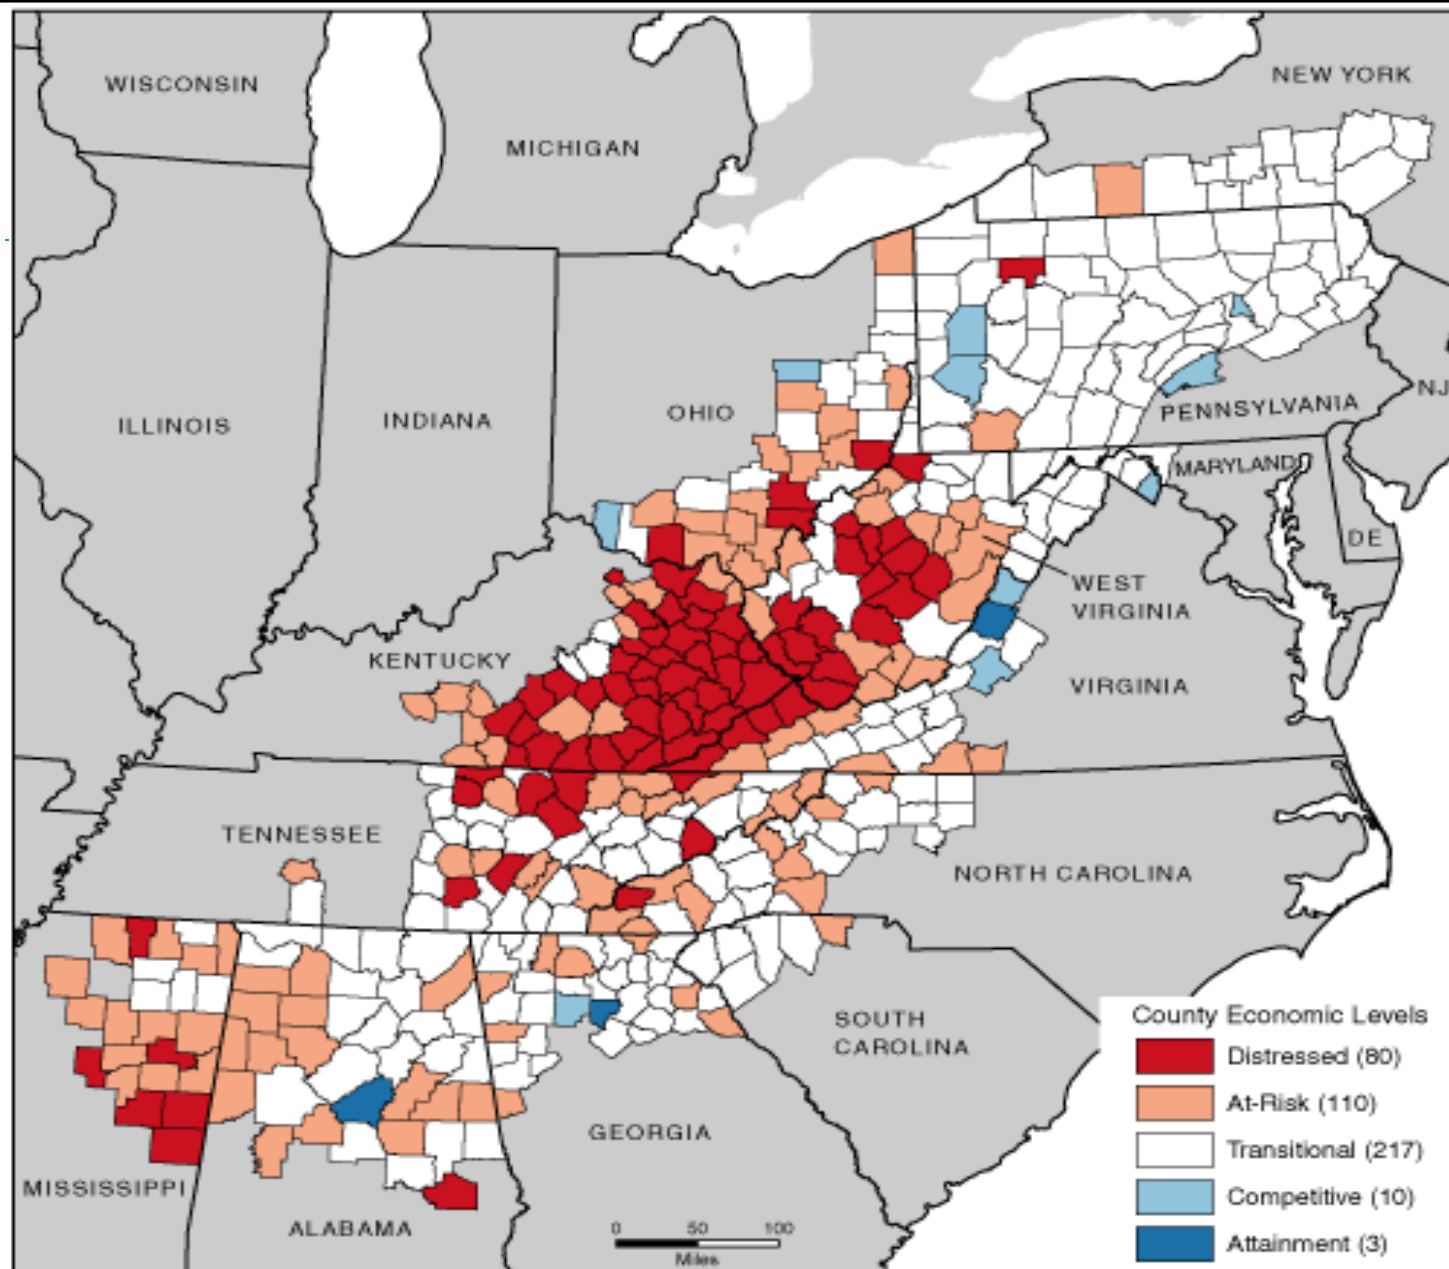 WISCONSIN
NEW YORK
MICHIGAN
ILLINOIS
INDIANA
OHIO
PENNSYLVANIA
NJ
MARYLAND
DE
WEST
VIRGINIA
KENTUCKY
VIRGINIA
TENNESSEE
NORTH CAROLINA
SOUTH
CAROLINA
GEORGIA
MISSISSIPPI
ALABAMA
0 50 100
Miles
County Economic Levels
Distressed (80)
At-Risk (110)
Transitional (217)
Competitive (10)
Attainment (3)